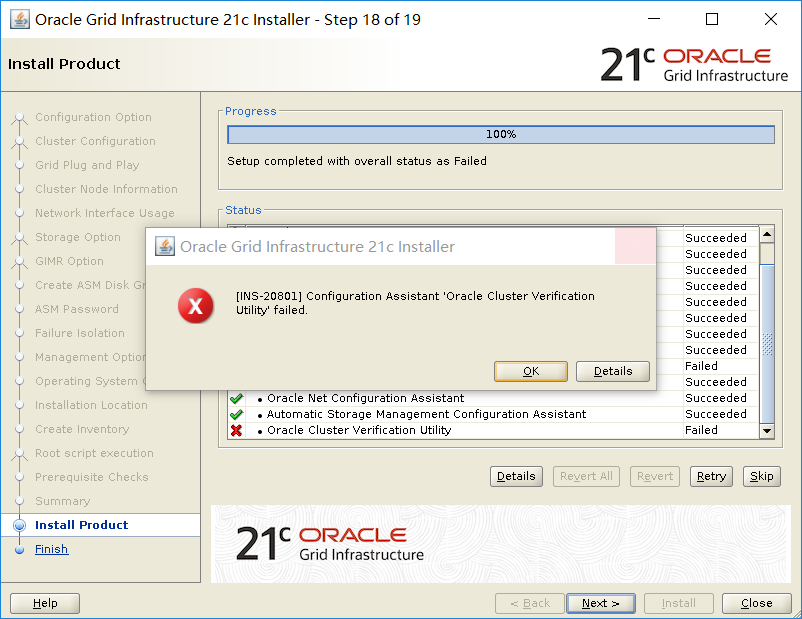 Oracle Grid Infrastructure 21c Installer - Step 18 of 19
Install Product
21c ORACLE
Grid Infrastructure
Configuration Option
Cluster Configuration
Grid Plug and Play
Cluster Node Information
Network Interface Usage
Storage Option
GIMR Option
Create ASM Disk Gr
ASM Password
Failure Isolation
Management Option
Operating System
Installation Location
Create Inventory
Root script execution
Prerequisite Checks
Summary
Install Product
Finish
Progress
100%
Setup completed with overall status as Failed
Status
Succeeded
Succeeded
Succeeded
Succeeded
Succeeded
Succeeded
Succeeded
Succeeded
Failed
Succeeded
• Oracle Net Configuration Assistant Succeeded
• Automatic Storage Management Configuration Assistant Succeeded
• Oracle Cluster Verification Utility Failed
Oracle Grid Infrastructure 21c Installer
[INS-20801] Configuration Assistant 'Oracle Cluster Verification
Utility' failed.
OK Details
Details Revert All Revert Retry Skip
21c ORACLE
Grid Infrastructure
Help < Back Next > Install Close